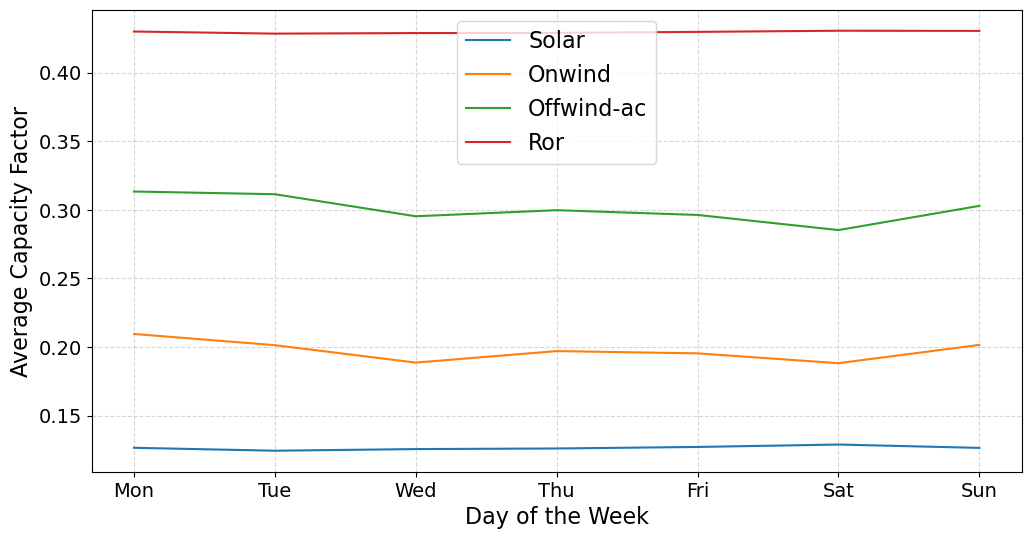 Solar
Onwind
Offwind-ac
Ror
0.40
0.35
0.30
0.25
0.20
0.15
Average Capacity Factor
Mon Tue Wed Thu Fri Sat Sun
Day of the Week